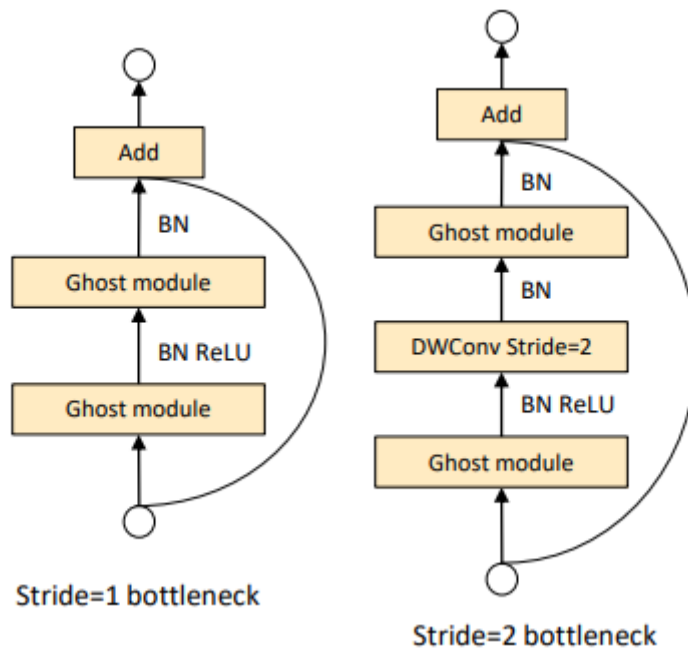 Add
BN
Ghost module
BN ReLU
Ghost module
Stride=1 bottleneck
Add
BN
Ghost module
BN
DWConv Stride=2
BN ReLU
Ghost module
Stride=2 bottleneck